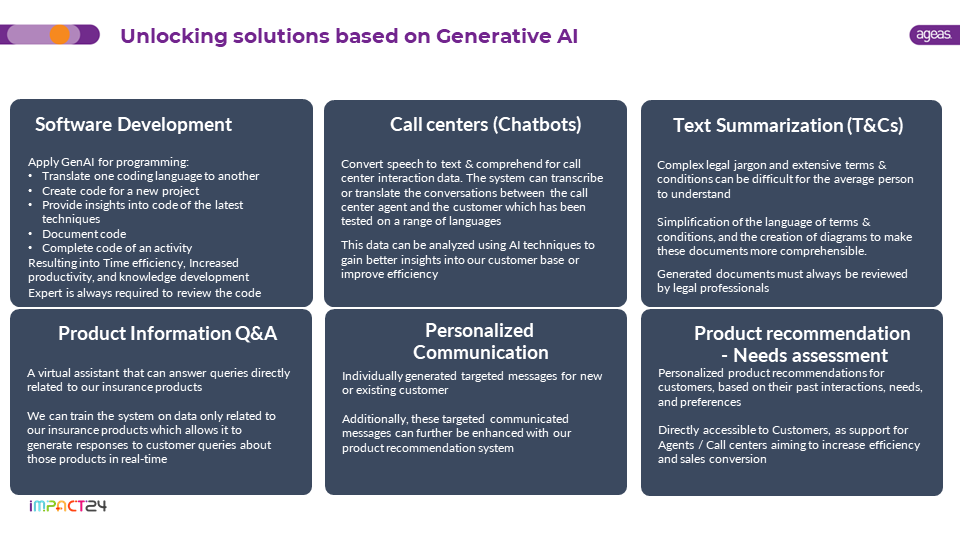 Unlocking solutions based on Generative AI
ageas.
Software Development
Apply GenAI for programming:
• Translate one coding language to another
• Create code for a new project
• Provide insights into code of the latest
techniques
• Document code
• Complete code of an activity
Resulting into Time efficiency, Increased
productivity, and knowledge development
Expert is always required to review the code
Call centers (Chatbots)
Convert speech to text & comprehend for call
center interaction data. The system can transcribe
or translate the conversations between the call
center agent and the customer which has been
tested on a range of languages
This data can be analyzed using AI techniques to
gain better insights into our customer base or
improve efficiency
Text Summarization (T&Cs)
Complex legal jargon and extensive terms &
conditions can be difficult for the average person
to understand
Simplification of the language of terms &
conditions, and the creation of diagrams to make
these documents more comprehensible.
Generated documents must always be reviewed
by legal professionals
Product Information Q&A
A virtual assistant that can answer queries directly
related to our insurance products
We can train the system on data only related to
our insurance products which allows it to
generate responses to customer queries about
those products in real-time
Personalized
Communication
Individually generated targeted messages for new
or existing customer
Additionally, these targeted communicated
messages can further be enhanced with our
product recommendation system
Product recommendation
- Needs assessment
Personalized product recommendations for
customers, based on their past interactions, needs,
and preferences
Directly accessible to Customers, as support for
Agents / Call centers aiming to increase efficiency
and sales conversion
iMPACT24